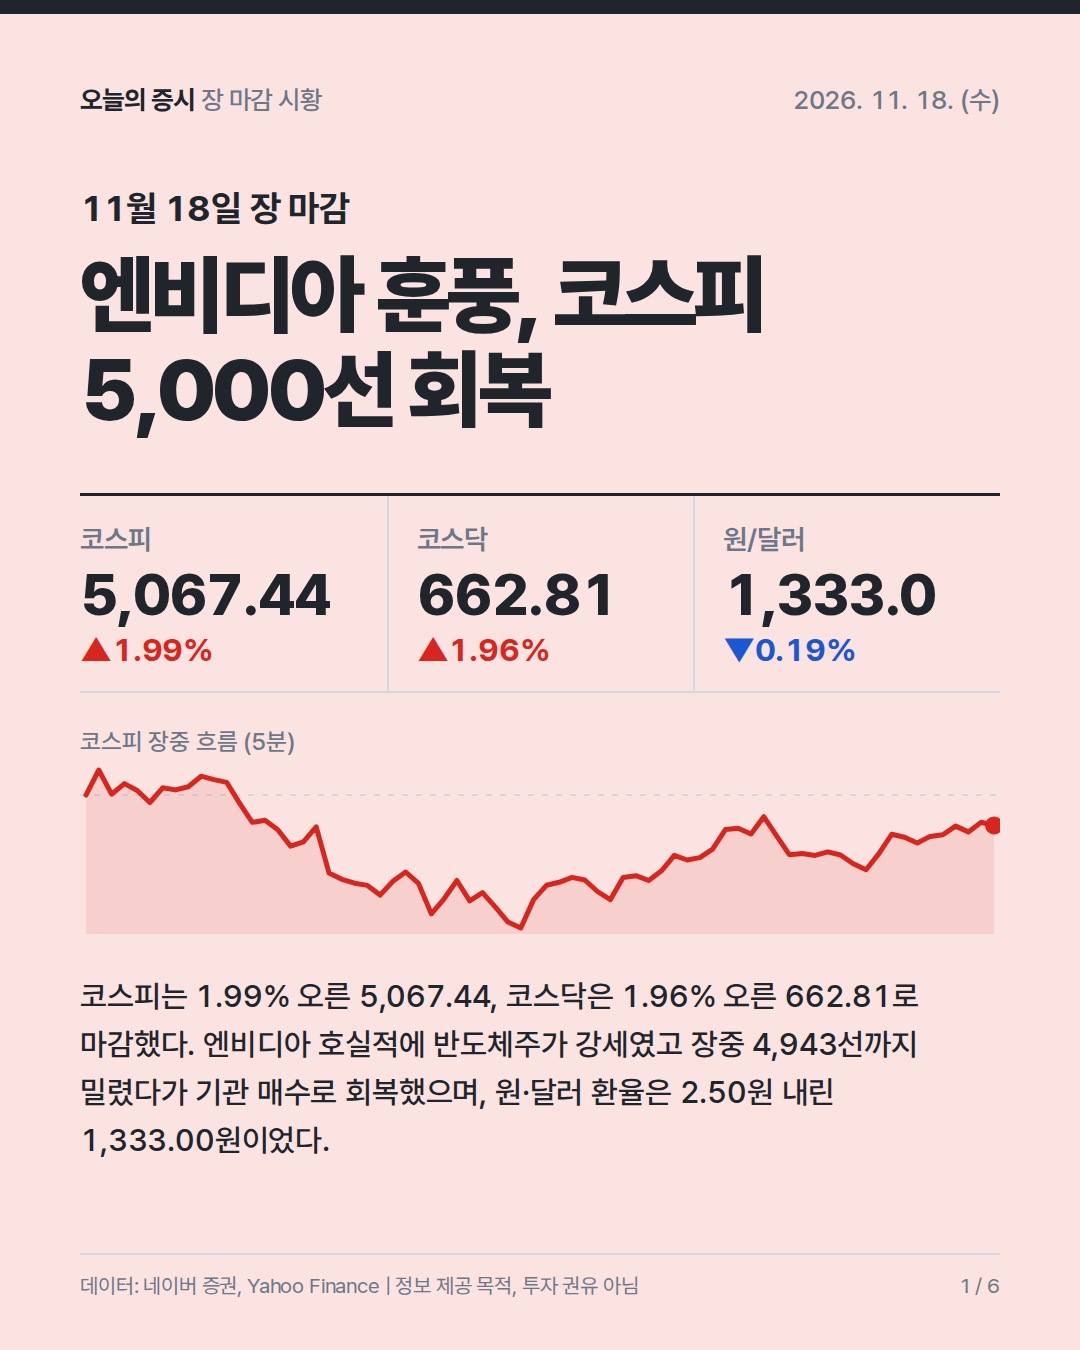 오늘의 증시 장 마감 시황
2026. 11. 18. (수)
11월 18일 장 마감
엔비디아 훈풍, 코스피
5,000선 회복
코스피
5,067.44
▲1.99%
코스닥
662.81
▲1.96%
원/달러
1,333.0
▼0.19%
코스피 장중 흐름 (5분)
코스피는 1.99% 오른 5,067.44, 코스닥은 1.96% 오른 662.81로
마감했다. 엔비디아 호실적에 반도체주가 강세였고 장중 4,943선까지
밀렸다가 기관 매수로 회복했으며, 원·달러 환율은 2.50원 내린
1,333.00원이었다.
데이터: 네이버 증권, Yahoo Finance | 정보 제공 목적, 투자 권유 아님
1 / 6